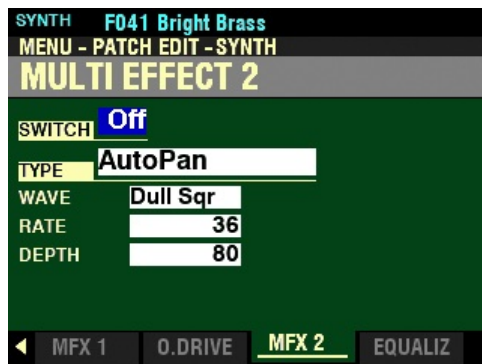 SYNTH F041 Bright Brass
MENU - PATCH EDIT - SYNTH
MULTI EFFECT 2
SWITCH Off
TYPE AutoPan
WAVE Dull Sqr
RATE 36
DEPTH 80
MFX 1 O.DRIVE MFX 2 EQUALIZ